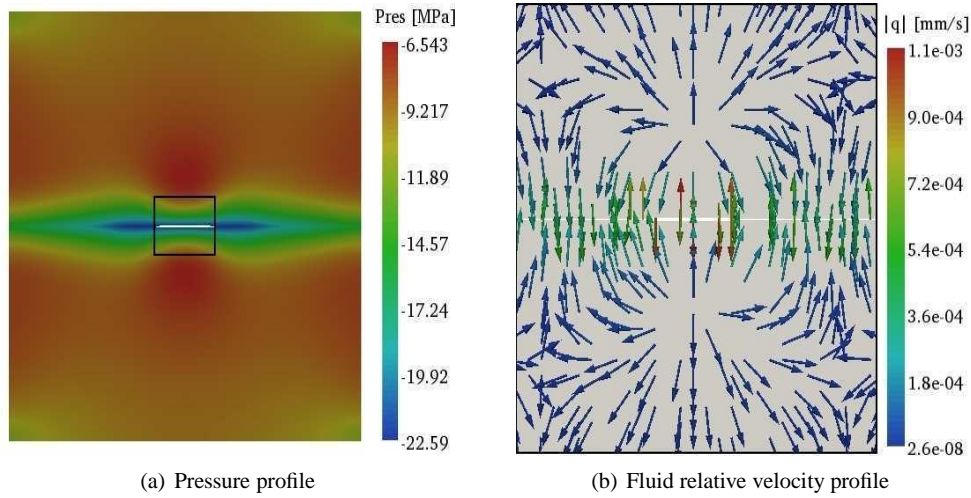 Pres [MPa]
-6.543
-9.217
-11.89
-14.57
-17.24
-19.92
-22.59
(a) Pressure profile
|q| [mm/s]
1.1e-03
9.0e-04
7.2e-04
5.4e-04
3.6e-04
1.8e-04
2.6e-08
(b) Fluid relative velocity profile